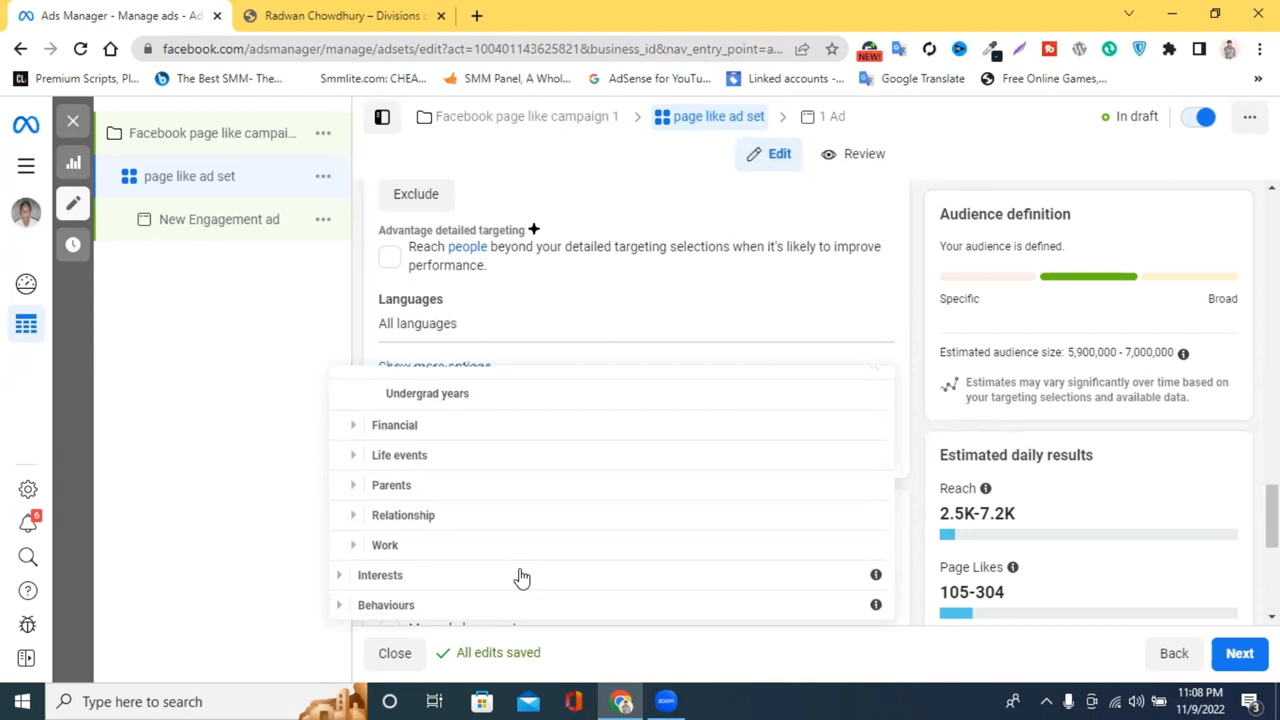 Ads Manager - Manage ads - Ad
Radwan Chowdhury – Divisions o
facebook.com/adsmanager/manage/adsets/edit?act=100401143625821&business_id&nav_entry_point=a...
NEW!
CL Premium Scripts, Pl...
The Best SMM- The...
Smmlite.com: CHEA...
SMM Panel, A Whol...
AdSense for YouTu...
Linked accounts -...
Google Translate
Free Online Games,...
»
Facebook page like campai...
page like ad set
New Engagement ad
6
Facebook page like campaign 1
page like ad set
1 Ad
In draft
Edit
Review
Exclude
Advantage detailed targeting
Reach people beyond your detailed targeting selections when it's likely to improve
performance.
Languages
All languages
Show more options
Undergrad years
Financial
Life events
Parents
Relationship
Work
Interests
Behaviours
Audience definition
Your audience is defined.
Specific
Broad
Estimated audience size: 5,900,000 - 7,000,000
Estimates may vary significantly over time based on
your targeting selections and available data.
Estimated daily results
Reach
2.5K-7.2K
Page Likes
105-304
Close
All edits saved
Back
Next
Type here to search
zoom
11:08 PM
11/9/2022
3